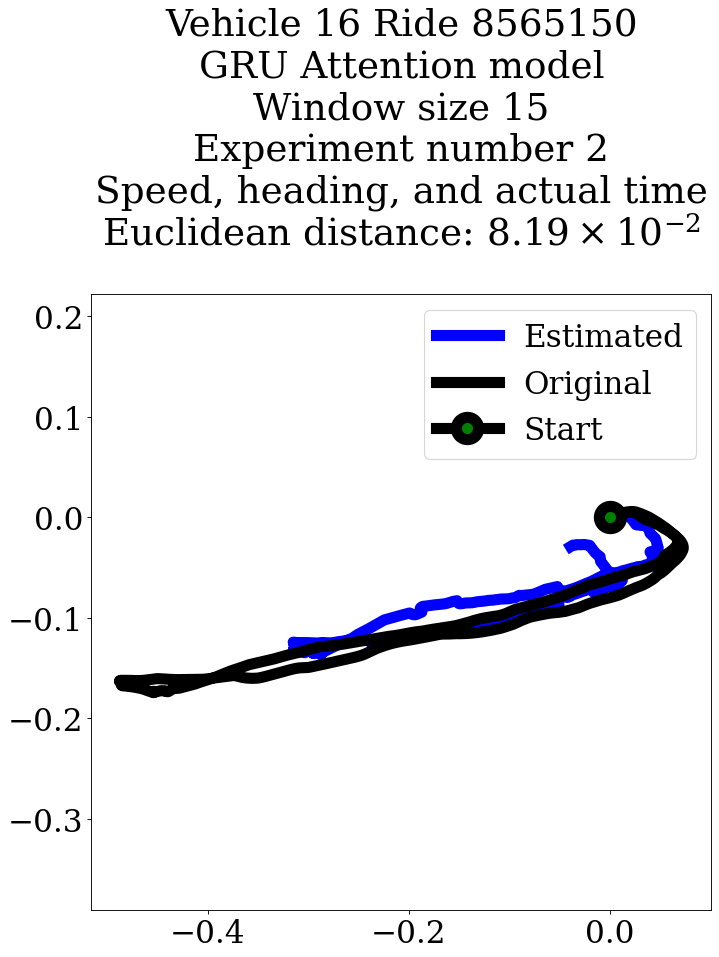 Vehicle 16 Ride 8565150
GRU Attention model
Window size 15
Experiment number 2
Speed, heading, and actual time
Euclidean distance: 8.19 × 10⁻²
Estimated
Original
Start
0.2
0.1
0.0
−0.1
−0.2
−0.3
−0.4
−0.2
0.0